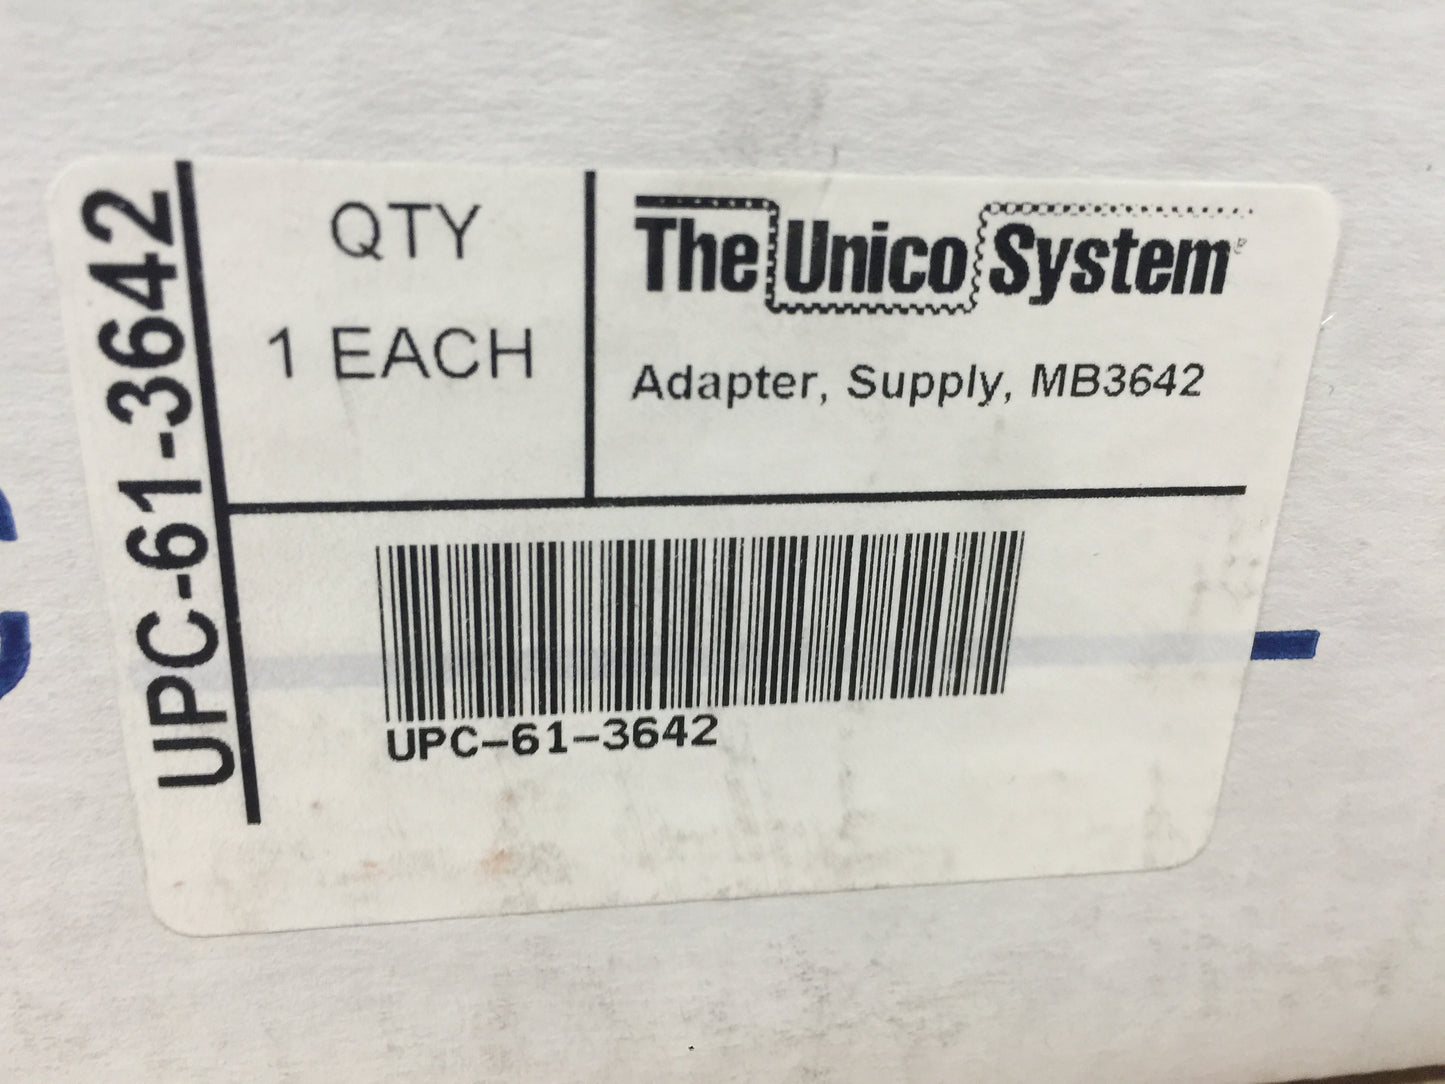 UPC-61-3642
QTY
1 EACH
The Unico System
Adapter, Supply, MB3642
UPC-61-3642